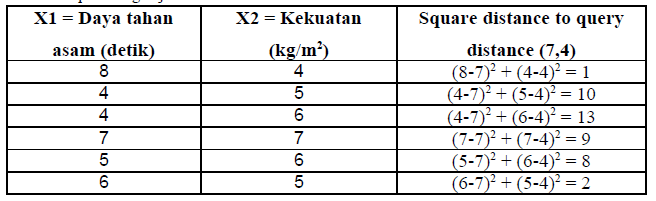 X1 = Daya tahan asam (detik) X2 = Kekuatan (kg/m²) Square distance to query distance (7,4)
8 4 (8-7)² + (4-4)² = 1
4 5 (4-7)² + (5-4)² = 10
4 6 (4-7)² + (6-4)² = 13
7 7 (7-7)² + (7-4)² = 9
5 6 (5-7)² + (6-4)² = 8
6 5 (6-7)² + (5-4)² = 2